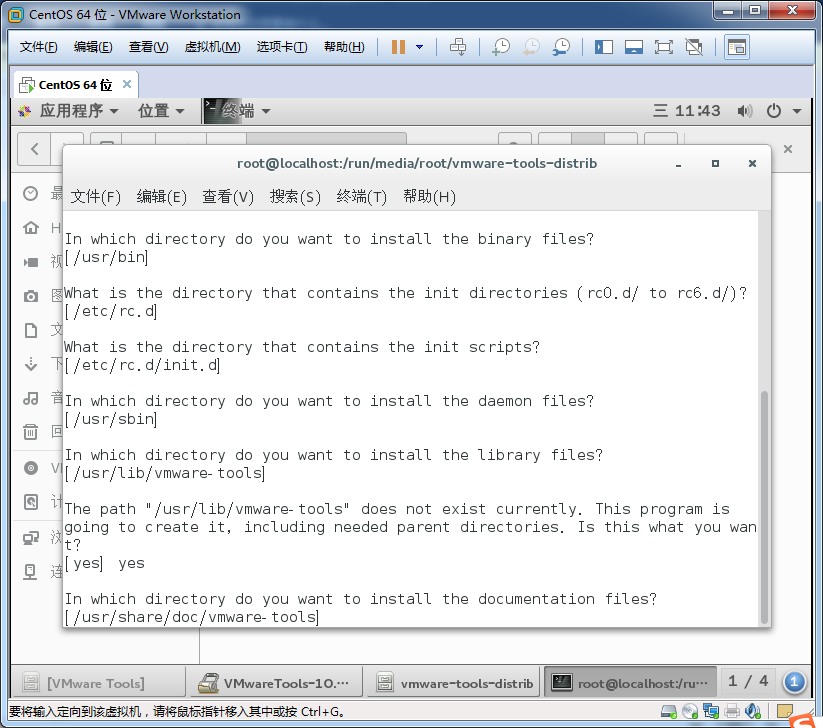 CentOS 64 位 - VMware Workstation
文件(F) 编辑(E) 查看(V) 虚拟机(M) 选项卡(T) 帮助(H)
CentOS 64 位
应用程序 位置 终端 三 11:43
root@localhost:/run/media/root/vmware-tools-distrib
文件(F) 编辑(E) 查看(V) 搜索(S) 终端(T) 帮助(H)
In which directory do you want to install the binary files?
[/usr/bin]
What is the directory that contains the init directories (rc0.d/ to rc6.d/)?
[/etc/rc.d]
What is the directory that contains the init scripts?
[/etc/rc.d/init.d]
In which directory do you want to install the daemon files?
[/usr/sbin]
In which directory do you want to install the library files?
[/usr/lib/vmware-tools]
The path "/usr/lib/vmware-tools" does not exist currently. This program is
going to create it, including needed parent directories. Is this what you wan
t?
[yes] yes
In which directory do you want to install the documentation files?
[/usr/share/doc/vmware-tools]
[VMware Tools] VMwareTools-10.··· vmware-tools-distrib root@localhost:/ru··· 1 / 4 1
要将输入定向到该虚拟机，请将鼠标指针移入其中或按 Ctrl+G。